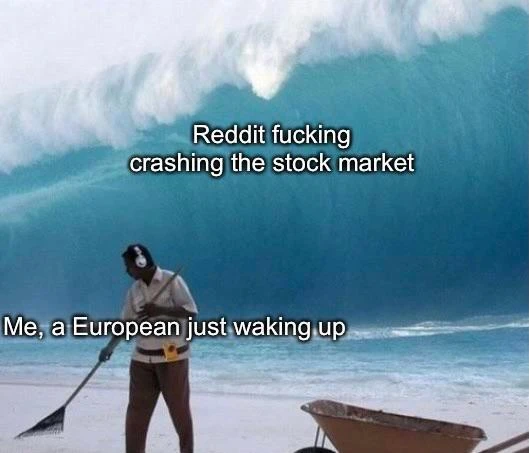 Reddit fucking
crashing the stock market
Me, a European just waking up